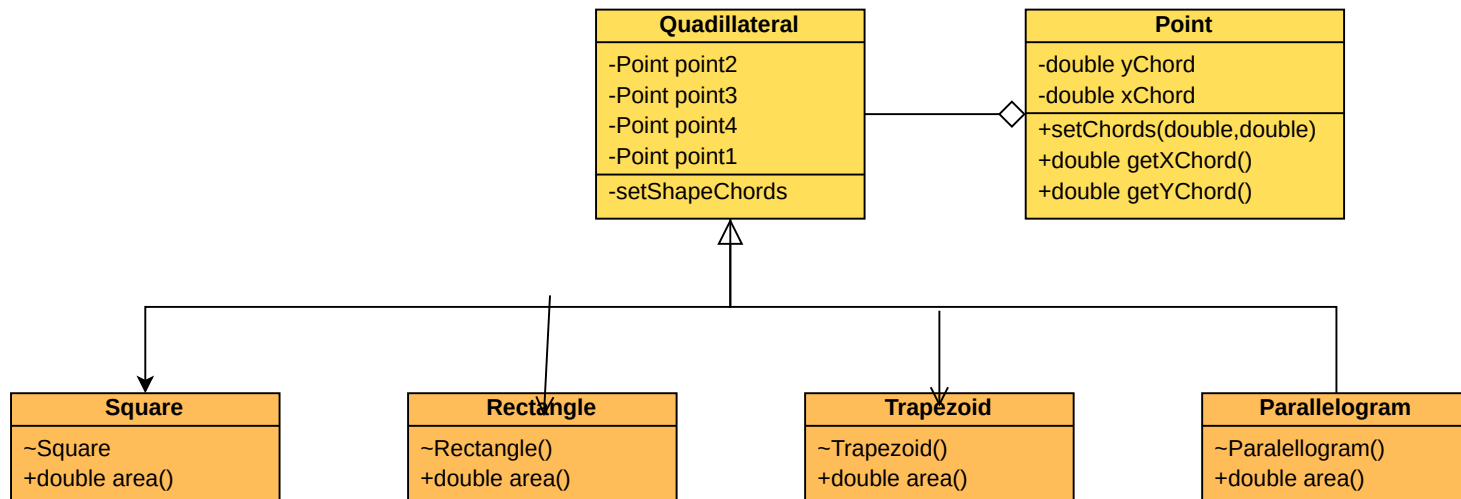 Quadillateral
-Point point2
-Point point3
-Point point4
-Point point1
-setShapeChords
Point
-double yChord
-double xChord
+setChords(double,double)
+double getXChord()
+double getYChord()
Square
~Square
+double area()
Rectangle
~Rectangle()
+double area()
Trapezoid
~Trapezoid()
+double area()
Parallelogram
~Paralellogram()
+double area()